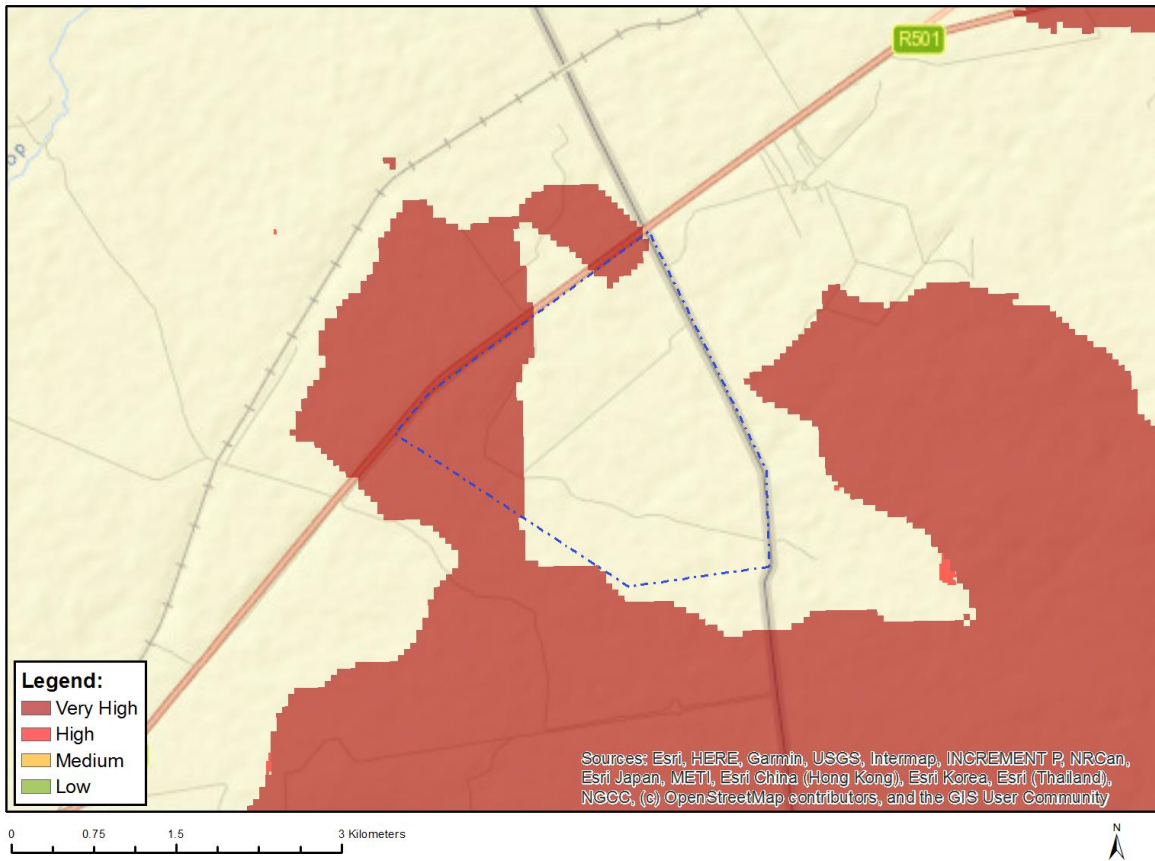 R501
op
Legend:
Very High
High
Medium
Low
Sources: Esri, HERE, Garmin, USGS, Intermap, INCREMENT P, NRCan,
Esri Japan, METI, Esri China (Hong Kong), Esri Korea, Esri (Thailand),
NGCC, (c) OpenStreetMap contributors, and the GIS User Community
0 0.75 1.5 3 Kilometers
N